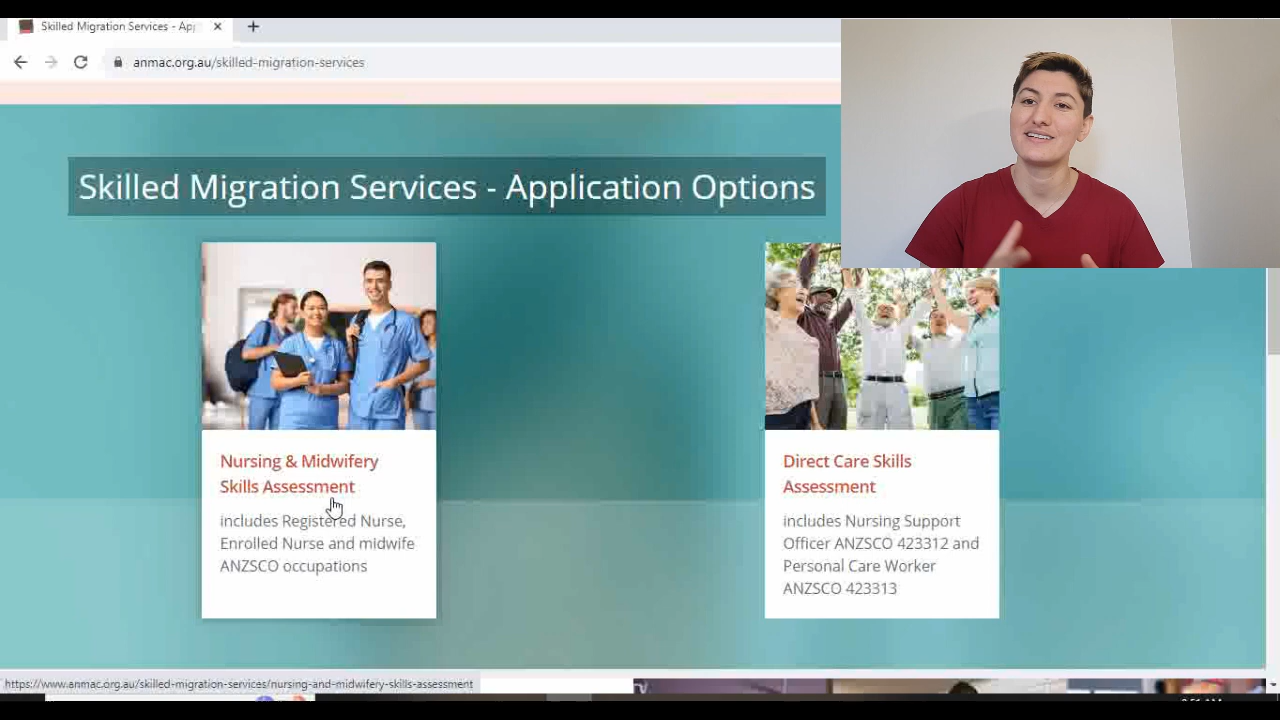 Skilled Migration Services - Ap
anmac.org.au/skilled-migration-services
Skilled Migration Services - Application Options
Nursing & Midwifery
Skills Assessment
includes Registered Nurse,
Enrolled Nurse and midwife
ANZSCO occupations
Direct Care Skills
Assessment
includes Nursing Support
Officer ANZSCO 423312 and
Personal Care Worker
ANZSCO 423313
https://www.anmac.org.au/skilled-migration-services/nursing-and-midwifery-skills-assessment